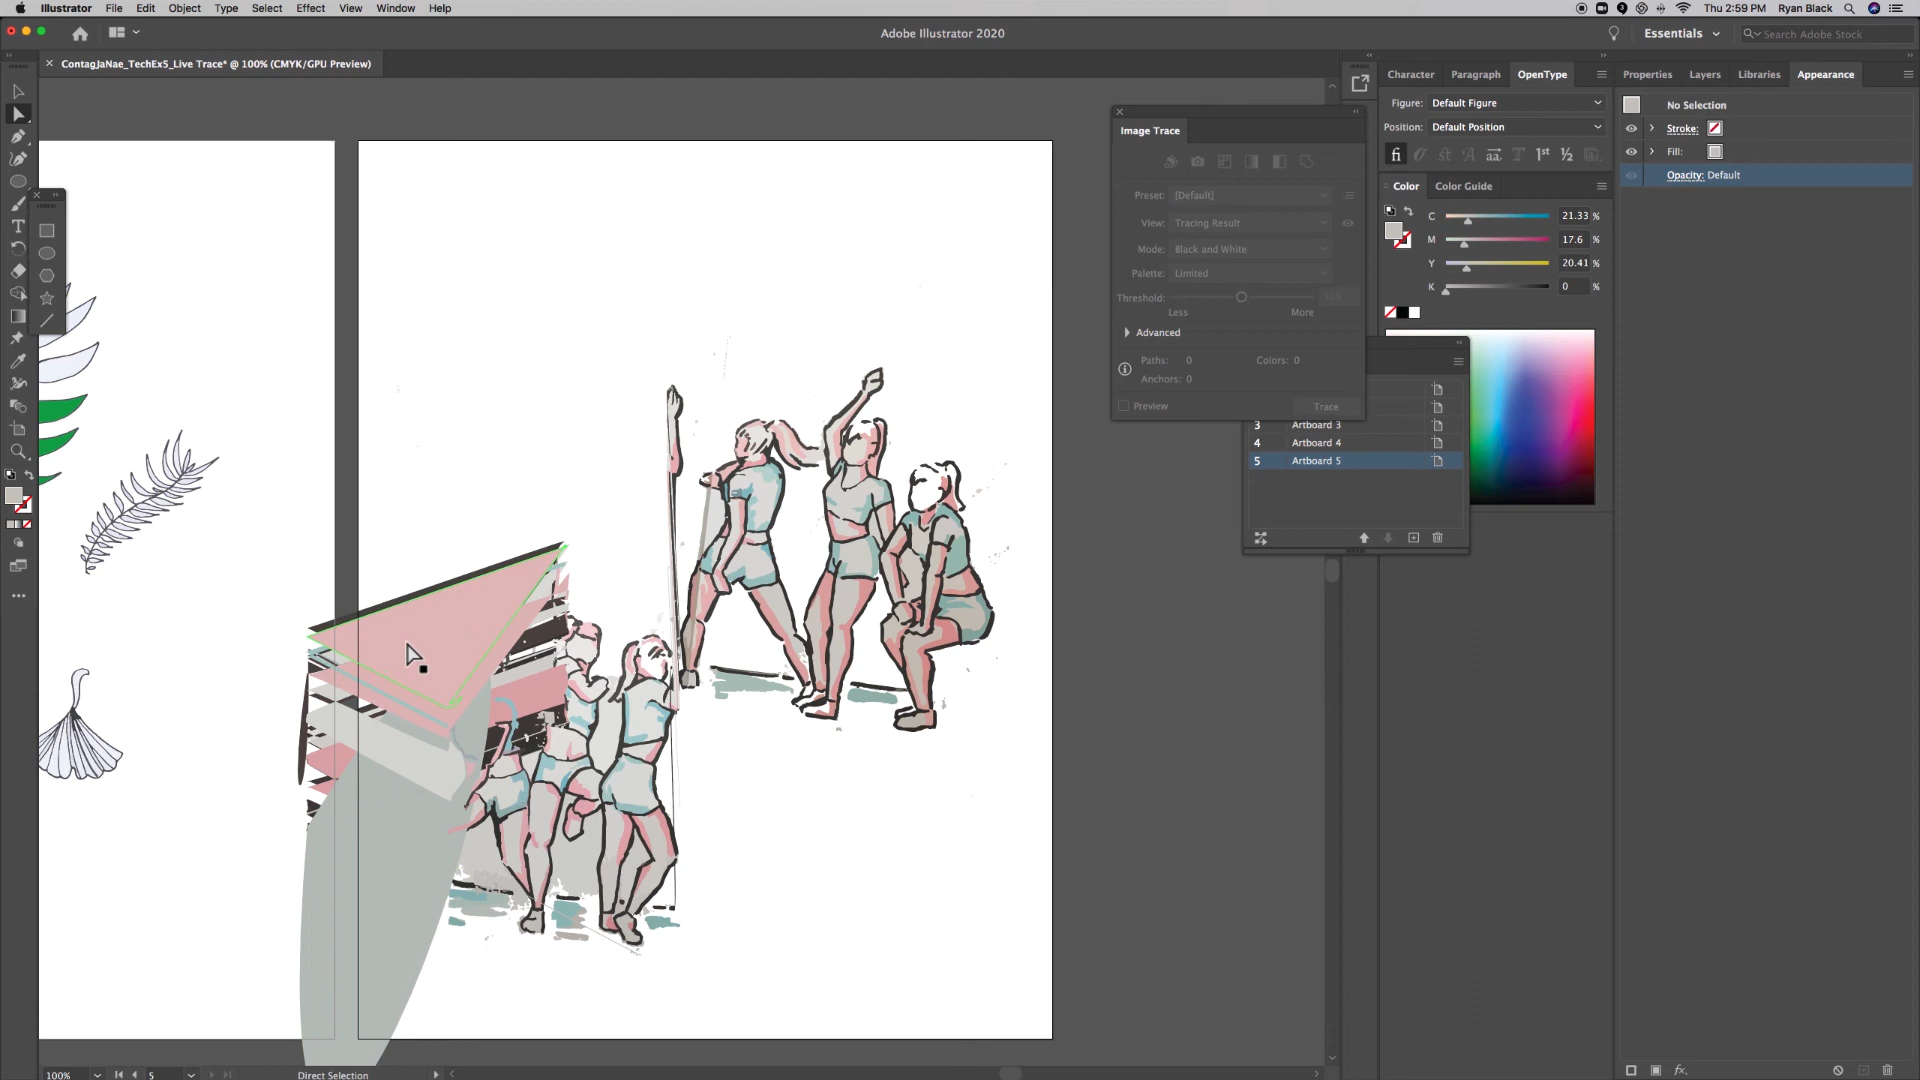 Illustrator File Edit Object Type Select Effect View Window Help
Thu 2:59 PM Ryan Black
Adobe Illustrator 2020
Essentials
Search Adobe Stock
ContagJaNae_TechEx5_Live Trace* @ 100% (CMYK/GPU Preview)
Character Paragraph OpenType
Properties Layers Libraries Appearance
Figure: Default Figure
Position: Default Position
fi 1st ½
No Selection
Stroke:
Fill:
Opacity: Default
Image Trace
Preset: [Default]
View: Tracing Result
Mode: Black and White
Palette: Limited
Threshold:
Less More
Advanced
Paths: 0 Colors: 0
Anchors: 0
Preview Trace
Color Color Guide
C 21.33 %
M 17.6 %
Y 20.41 %
K 0 %
3 Artboard 3
4 Artboard 4
5 Artboard 5
100% 5 Direct Selection